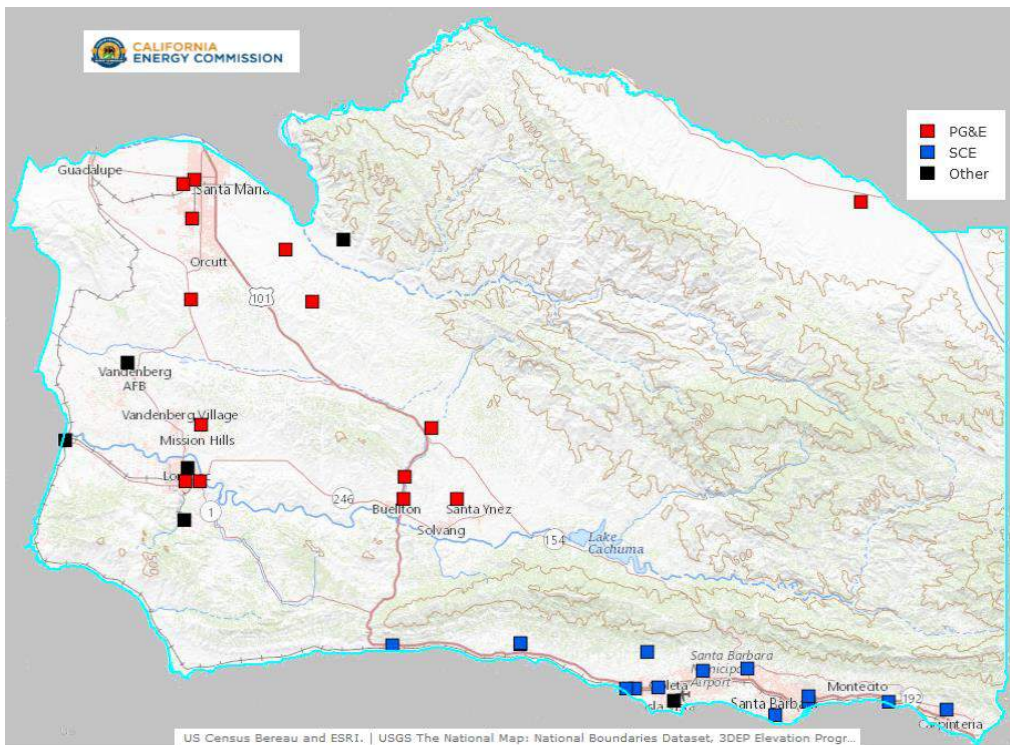 CALIFORNIA
ENERGY COMMISSION
PG&E
SCE
Other
Guadalupe
Santa Maria
Orcutt
101
Vandenberg
AFB
Vandenberg Village
Mission Hills
1
246
Buellton
Santa Ynez
Solvang
154
Lake
Cachuma
Santa Barbara
Airport
Montecito
192
Santa Barb
US Census Bereau and ESRI. | USGS The National Map: National Boundaries Dataset, 3DEP Elevation Progr...